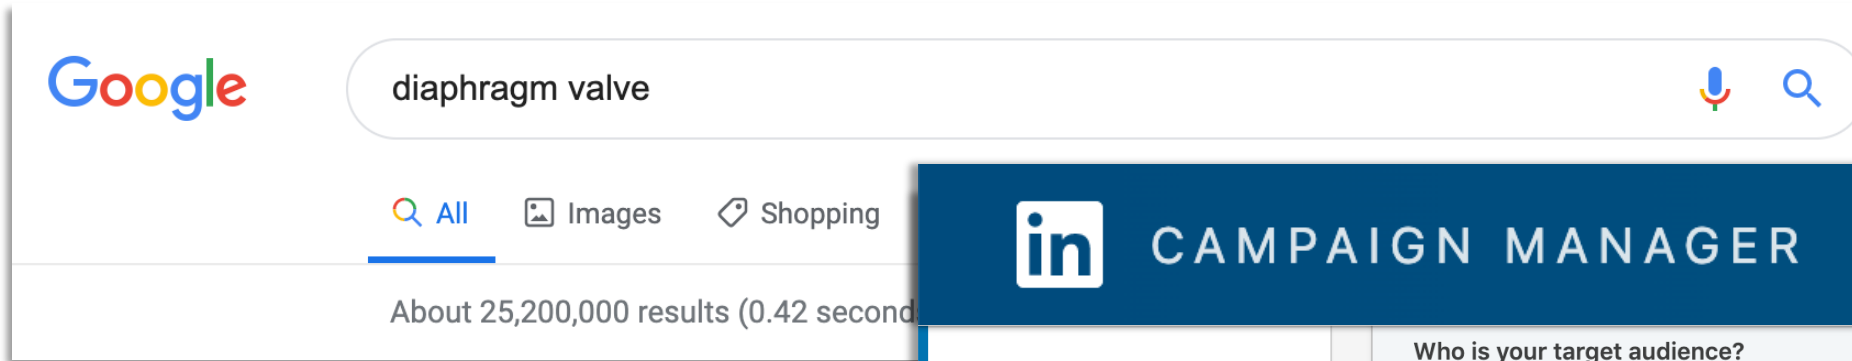 Google
diaphragm valve
All Images Shopping
in CAMPAIGN MANAGER
About 25,200,000 results (0.42 second
Who is your target audience?